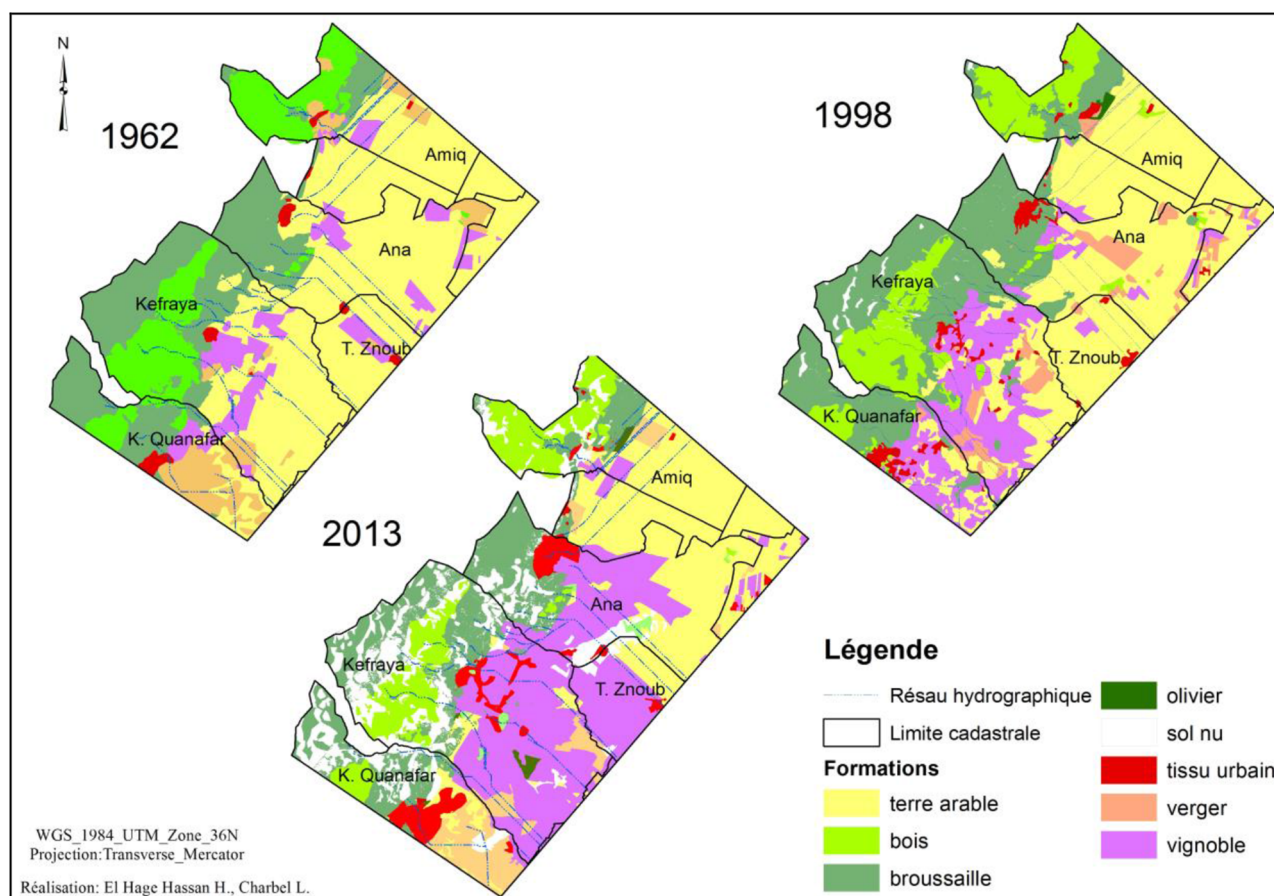 N
1962
Amiq
Ana
Kefraya
T. Znoub
K. Quanafar
1998
Amiq
Ana
Kefraya
T. Znoub
K. Quanafar
2013
Amiq
Ana
Kefraya
T. Znoub
K. Quanafar
Légende
Résau hydrographique
Limite cadastrale
Formations
terre arable
bois
broussaille
olivier
sol nu
tissu urbain
verger
vignoble
WGS_1984_UTM_Zone_36N
Projection:Transverse_Mercator
Réalisation: El Hage Hassan H., Charbel L.